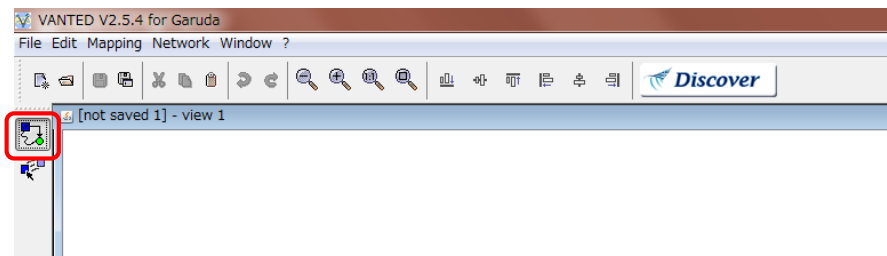 VANTED V2.5.4 for Garuda
File Edit Mapping Network Window ?
Discover
[not saved 1] - view 1